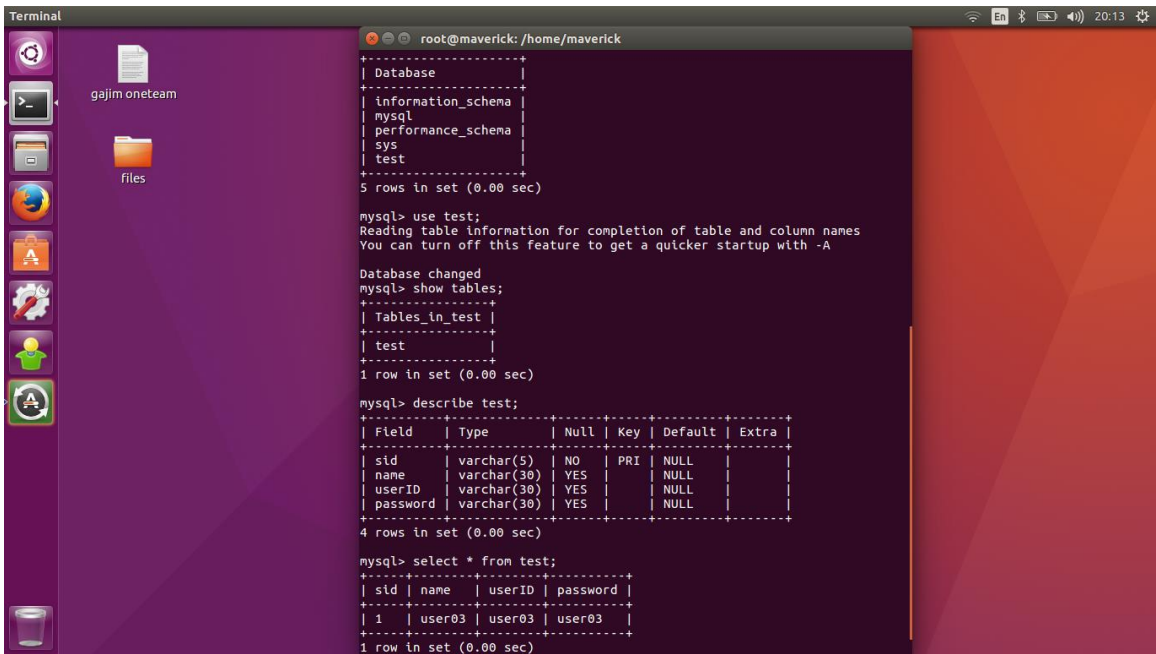 Terminal
En
20:13
gajim oneteam
files
root@maverick: /home/maverick
+--------------------+
| Database           |
+--------------------+
| information_schema |
| mysql              |
| performance_schema |
| sys                |
| test               |
+--------------------+
5 rows in set (0.00 sec)
mysql> use test;
Reading table information for completion of table and column names
You can turn off this feature to get a quicker startup with -A
Database changed
mysql> show tables;
+----------------+
| Tables_in_test |
+----------------+
| test           |
+----------------+
1 row in set (0.00 sec)
mysql> describe test;
+----------+-------------+------+-----+---------+-------+
| Field    | Type        | Null | Key | Default | Extra |
+----------+-------------+------+-----+---------+-------+
| sid      | varchar(5)  | NO   | PRI | NULL    |       |
| name     | varchar(30) | YES  |     | NULL    |       |
| userID   | varchar(30) | YES  |     | NULL    |       |
| password | varchar(30) | YES  |     | NULL    |       |
+----------+-------------+------+-----+---------+-------+
4 rows in set (0.00 sec)
mysql> select * from test;
+-----+--------+--------+----------+
| sid | name   | userID | password |
+-----+--------+--------+----------+
| 1   | user03 | user03 | user03   |
+-----+--------+--------+----------+
1 row in set (0.00 sec)